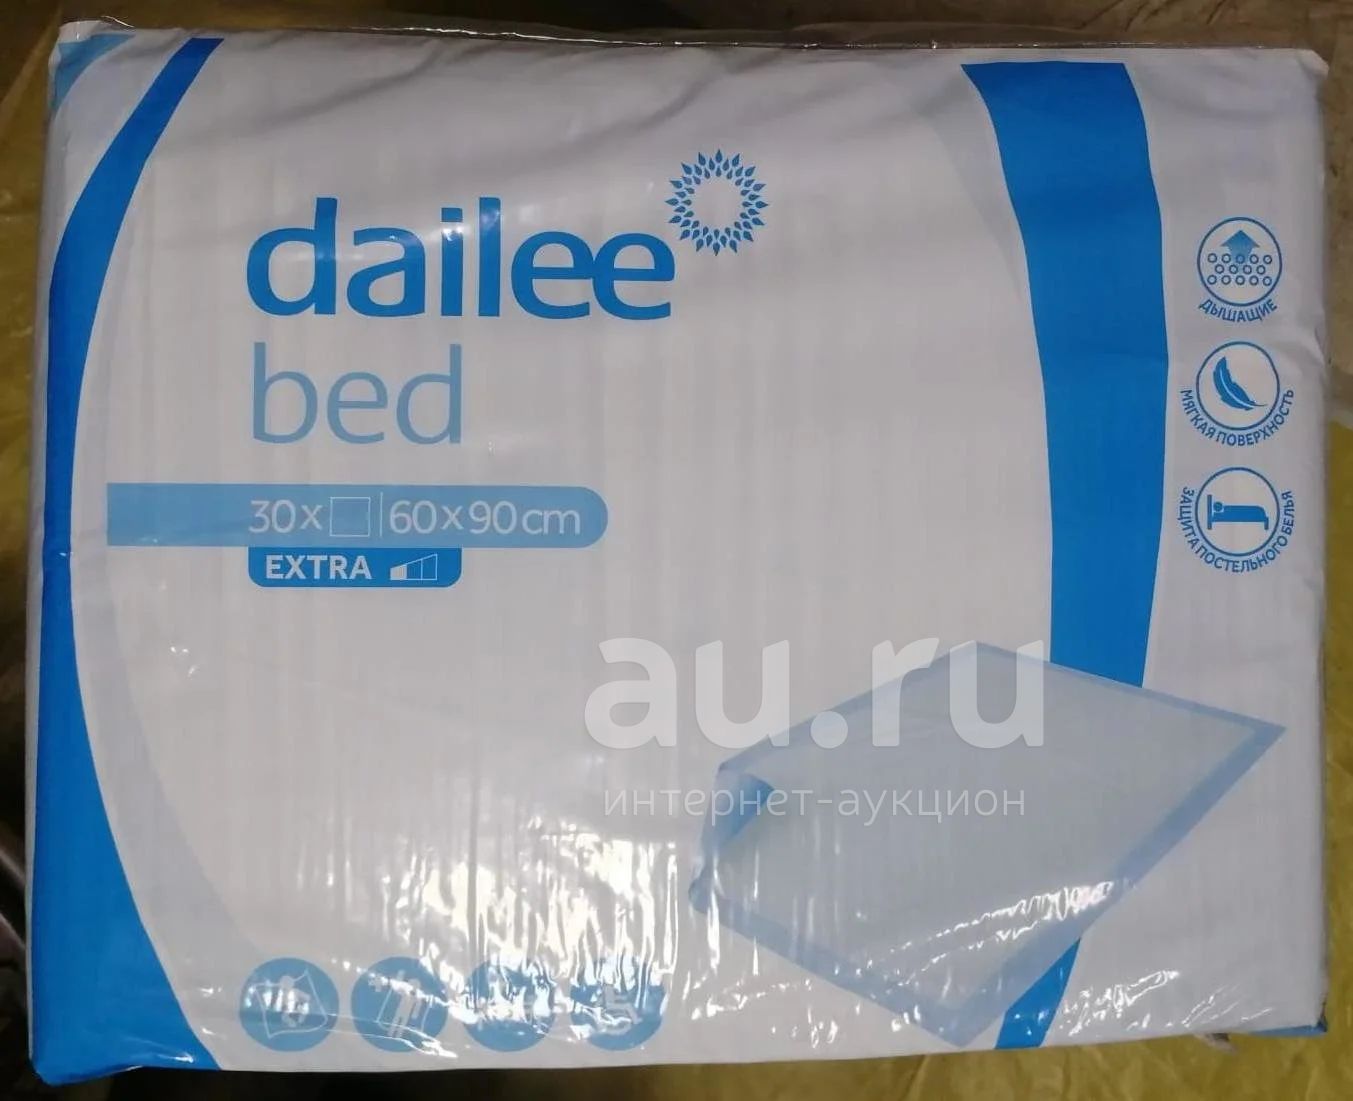 dailee
bed
30x 60x90cm
EXTRA
ДЫШАЩИЕ
МЯГКАЯ ПОВЕРХНОСТЬ
ЗАЩИТА ПОСТЕЛЬНОГО БЕЛЬЯ
au.ru
интернет-аукцион